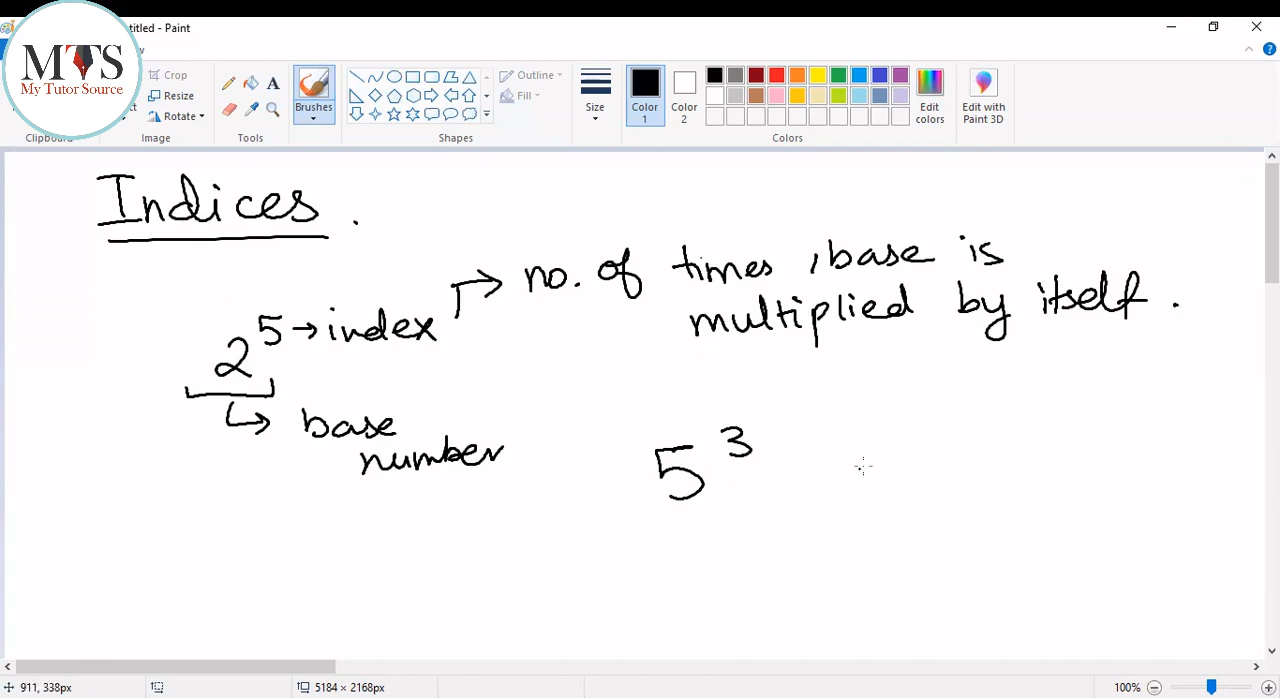 MTS
My Tutor Source
titled - Paint
Crop
Resize
Rotate
Clipboard
Image
Tools
Brushes
Shapes
Outline
Fill
Size
Color 1
Color 2
Colors
Edit colors
Edit with Paint 3D
Indices .
2^5 → index → no. of times , base is
multiplied by itself .
↳ base
number
5^3
911, 338px
5184 × 2168px
100%